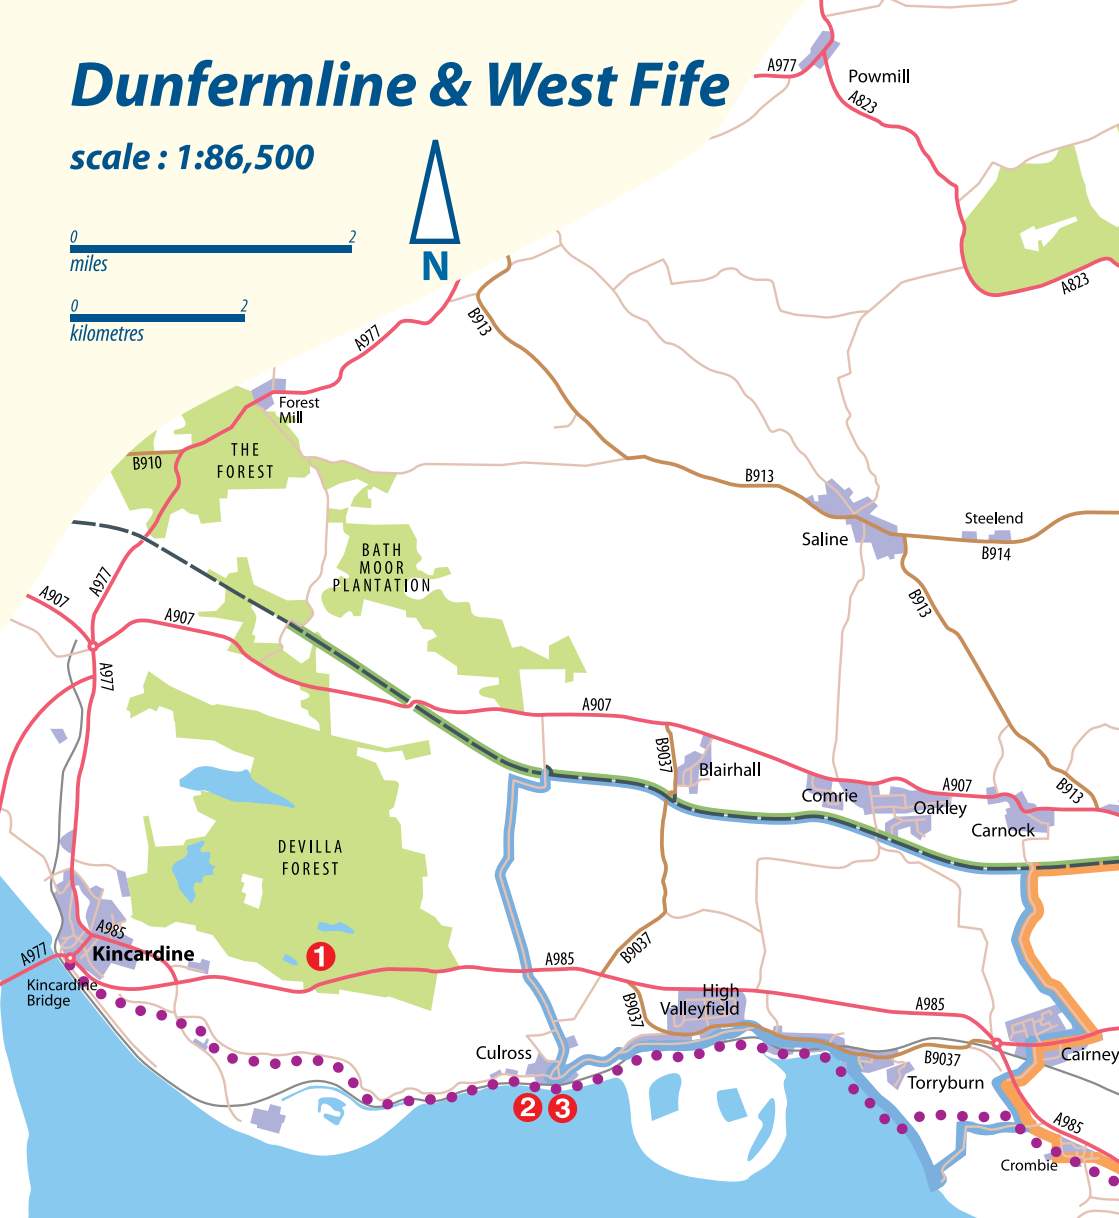 Dunfermline & West Fife
scale : 1:86,500
0 2
miles
0 2
kilometres
N
A977
Powmill
A823
A823
B913
A977
Forest
Mill
THE
FOREST
B910
B913
Saline
Steelend
B914
BATH
MOOR
PLANTATION
A977
A907
A907
B913
A977
A907
B9037
Blairhall
Comrie
A907
Oakley
B913
Carnock
DEVILLA
FOREST
A985
Kincardine
A977
Kincardine
Bridge
1
A985
B9037
B9037
High
Valleyfield
A985
Culross
B9037
Torryburn
Cairney
2 3
A985
Crombie